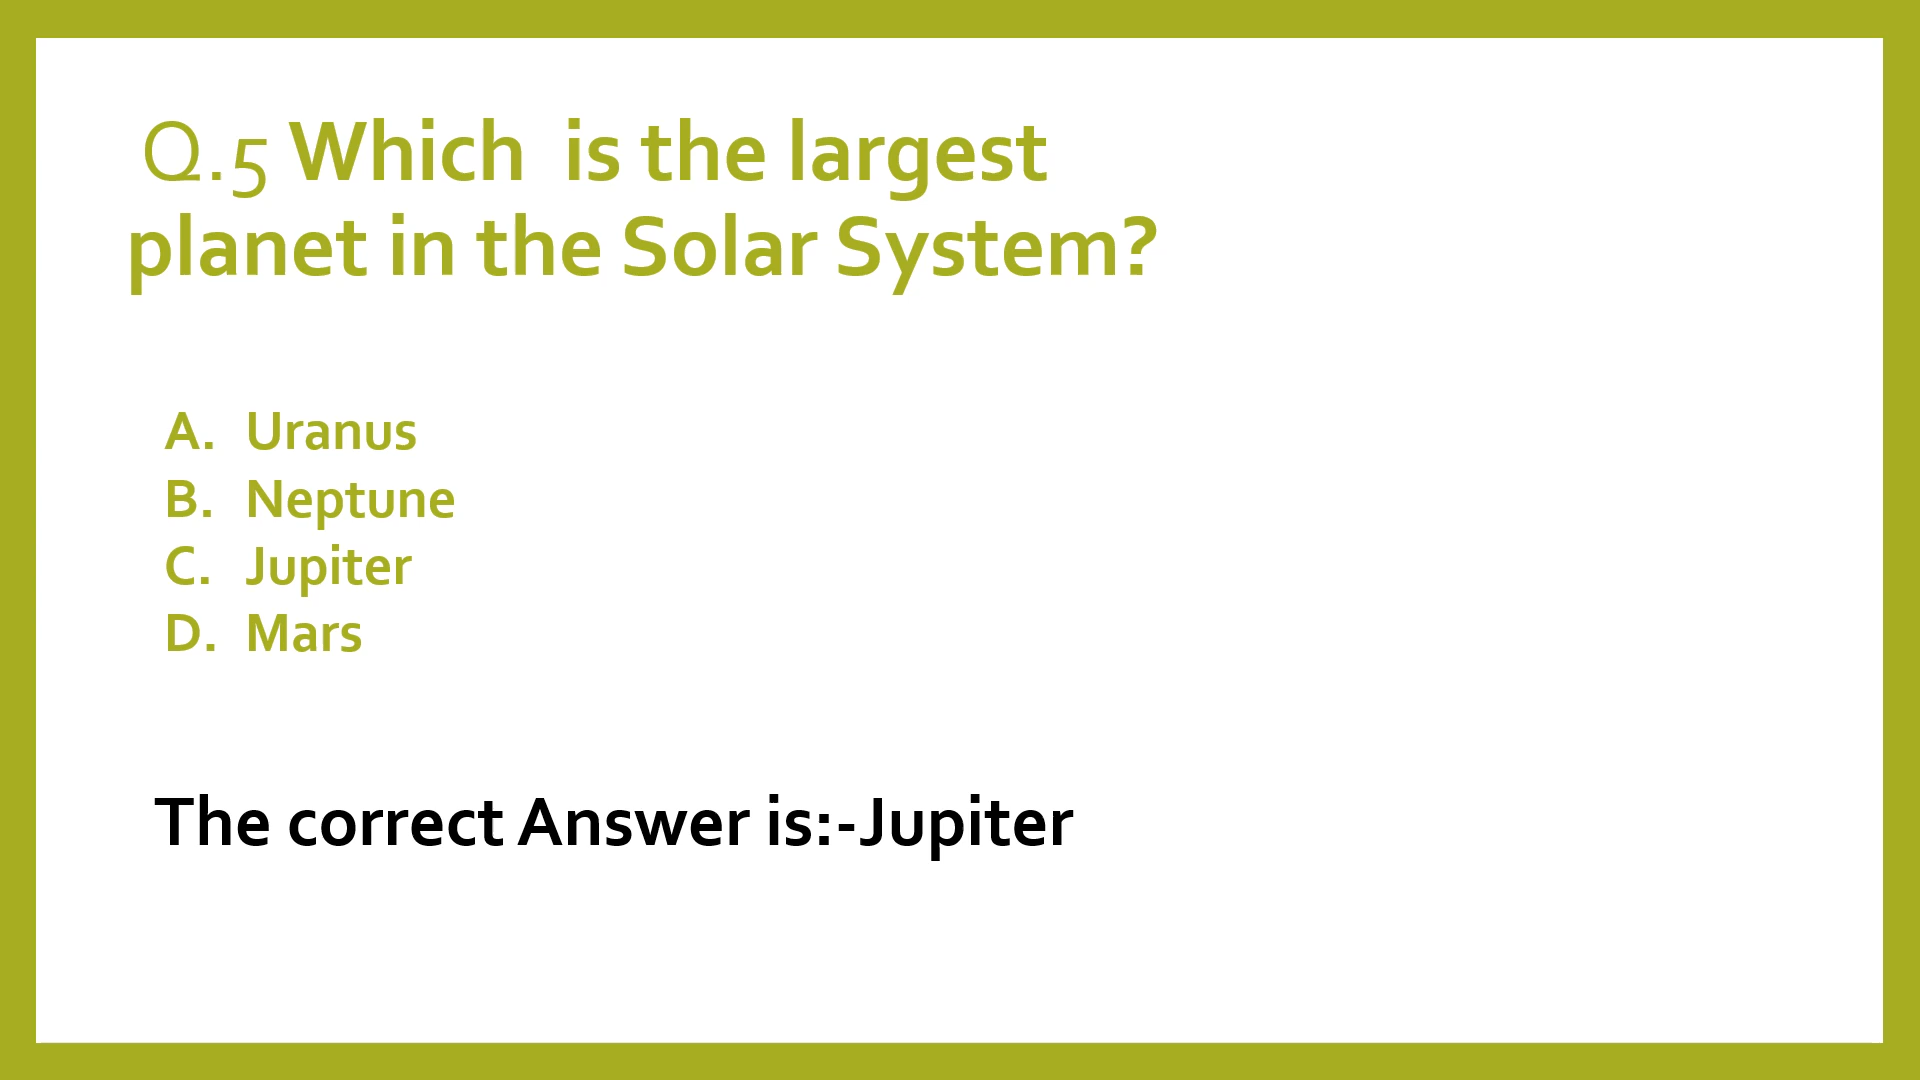 Q.5 Which  is the largest
planet in the Solar System?
A. Uranus
B. Neptune
C. Jupiter
D. Mars
The correct Answer is:-Jupiter